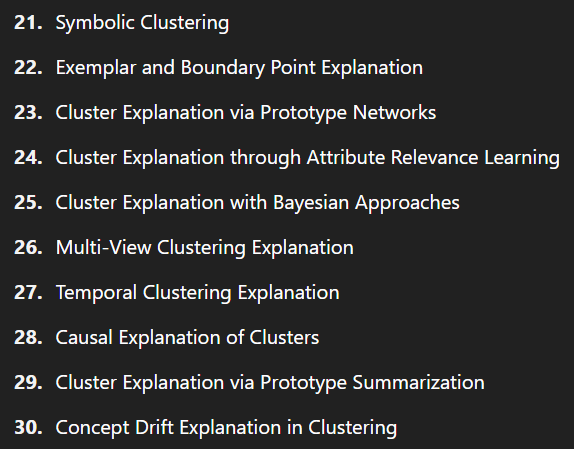 21. Symbolic Clustering
22. Exemplar and Boundary Point Explanation
23. Cluster Explanation via Prototype Networks
24. Cluster Explanation through Attribute Relevance Learning
25. Cluster Explanation with Bayesian Approaches
26. Multi-View Clustering Explanation
27. Temporal Clustering Explanation
28. Causal Explanation of Clusters
29. Cluster Explanation via Prototype Summarization
30. Concept Drift Explanation in Clustering